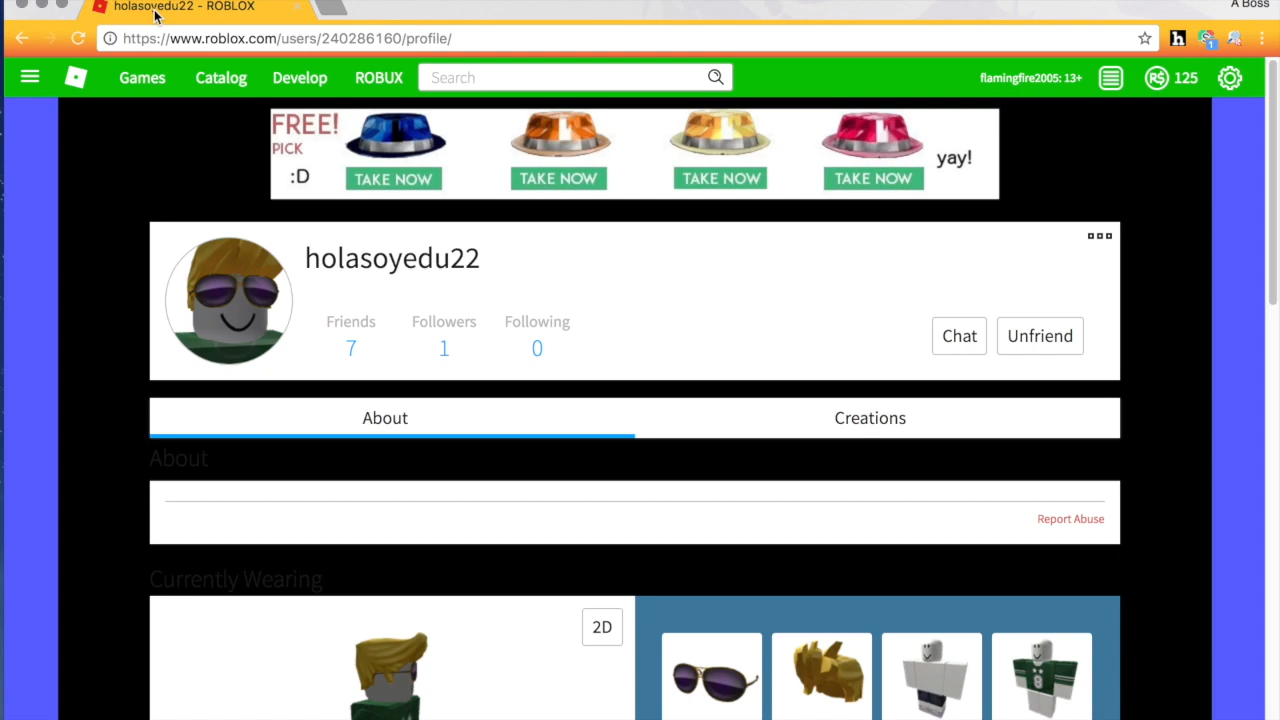 holasoyedu22 - ROBLOX
A Boss
https://www.roblox.com/users/240286160/profile/
h
1
Games
Catalog
Develop
ROBUX
Search
flamingfire2005: 13+
R$ 125
FREE!
PICK
:D
TAKE NOW
TAKE NOW
TAKE NOW
TAKE NOW
yay!
holasoyedu22
Friends
Followers
Following
7
1
0
Chat
Unfriend
About
Creations
About
Report Abuse
Currently Wearing
2D
8